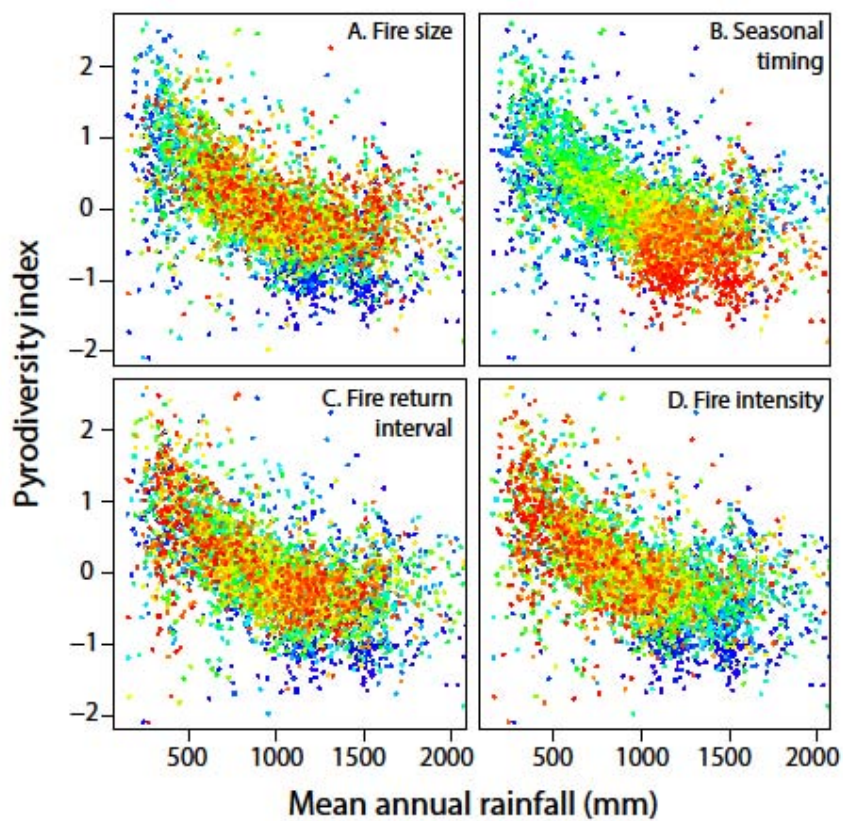 A. Fire size
B. Seasonal
timing
2
1
0
−1
−2
C. Fire return
interval
D. Fire intensity
2
1
0
−1
−2
Pyrodiversity index
500 1000 1500 2000 500 1000 1500 2000
Mean annual rainfall (mm)